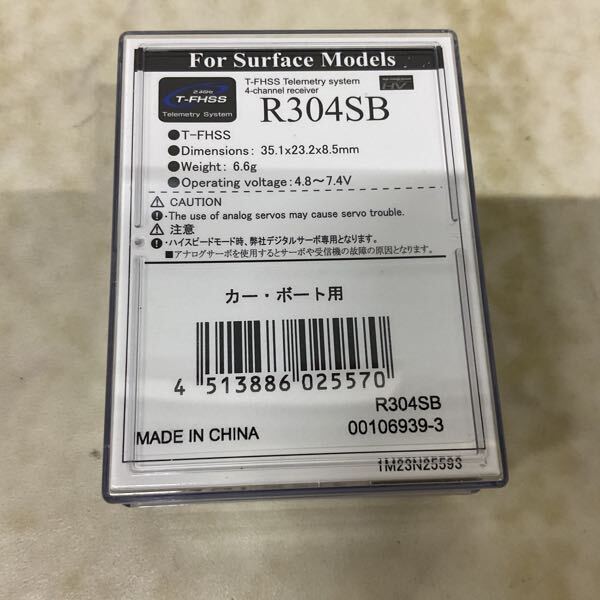 For Surface Models
2.4GHz
T-FHSS
Telemetry System
T-FHSS Telemetry system
4-channel receiver
HV
R304SB
●T-FHSS
●Dimensions: 35.1x23.2x8.5mm
●Weight: 6.6g
●Operating voltage: 4.8～7.4V
⚠ CAUTION
・The use of analog servos may cause servo trouble.
⚠ 注意
・ハイスピードモード時、弊社デジタルサーボ専用となります。
■アナログサーボを使用するとサーボや受信機の故障の原因となります。
カー・ボート用
4 513886 025570
R304SB
MADE IN CHINA 00106939-3
1M23N25593